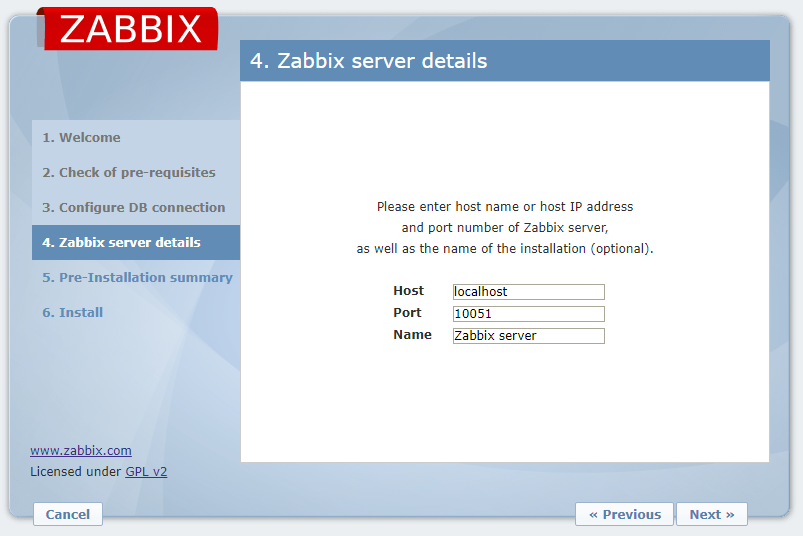 ZABBIX
4. Zabbix server details
1. Welcome
2. Check of pre-requisites
3. Configure DB connection
4. Zabbix server details
5. Pre-Installation summary
6. Install
Please enter host name or host IP address
and port number of Zabbix server,
as well as the name of the installation (optional).
Host localhost
Port 10051
Name Zabbix server
www.zabbix.com
Licensed under GPL v2
Cancel
« Previous
Next »